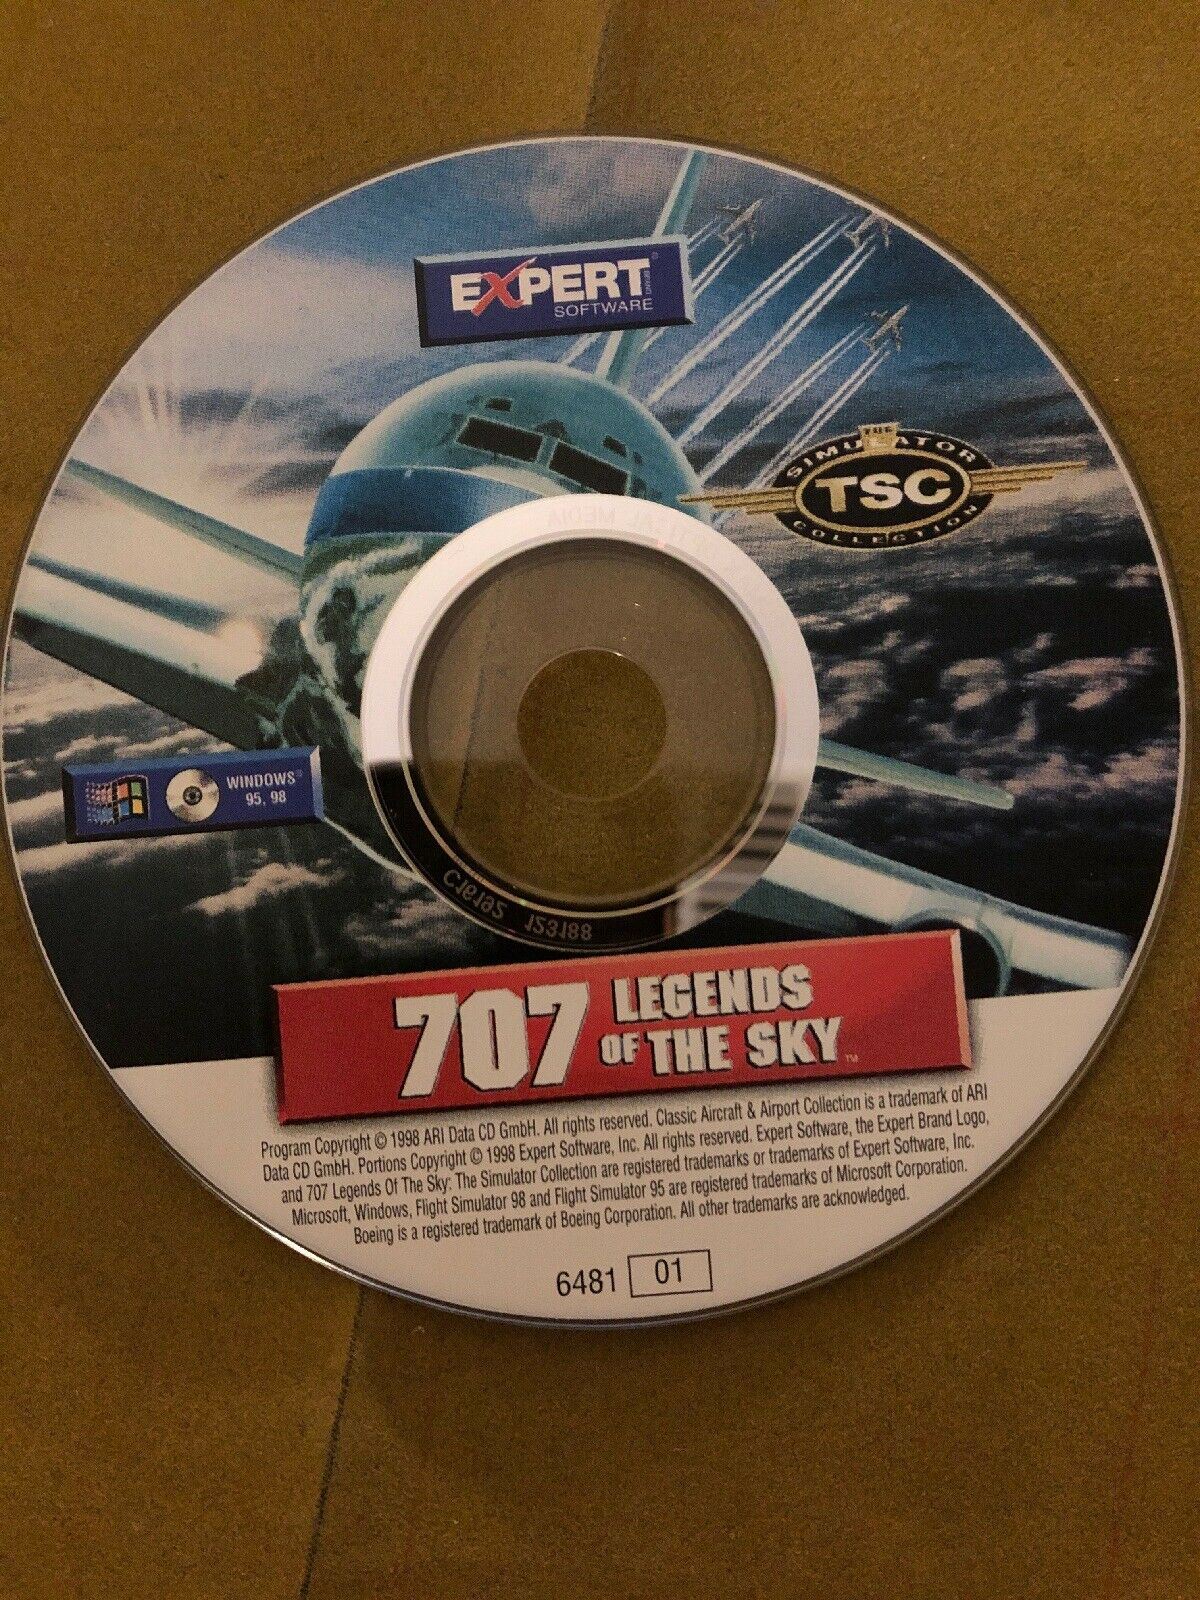 EXPERT
BRAND
SOFTWARE
®
THE
SIMULATOR
TSC
COLLECTION
WINDOWS®
95, 98
707 LEGENDS
OF THE SKY™
Program Copyright © 1998 ARI Data CD GmbH. All rights reserved. Classic Aircraft & Airport Collection is a trademark of ARI
Data CD GmbH. Portions Copyright © 1998 Expert Software, Inc. All rights reserved. Expert Software, the Expert Brand Logo,
and 707 Legends Of The Sky: The Simulator Collection are registered trademarks or trademarks of Expert Software, Inc.
Microsoft, Windows, Flight Simulator 98 and Flight Simulator 95 are registered trademarks of Microsoft Corporation.
Boeing is a registered trademark of Boeing Corporation. All other trademarks are acknowledged.
6481 01